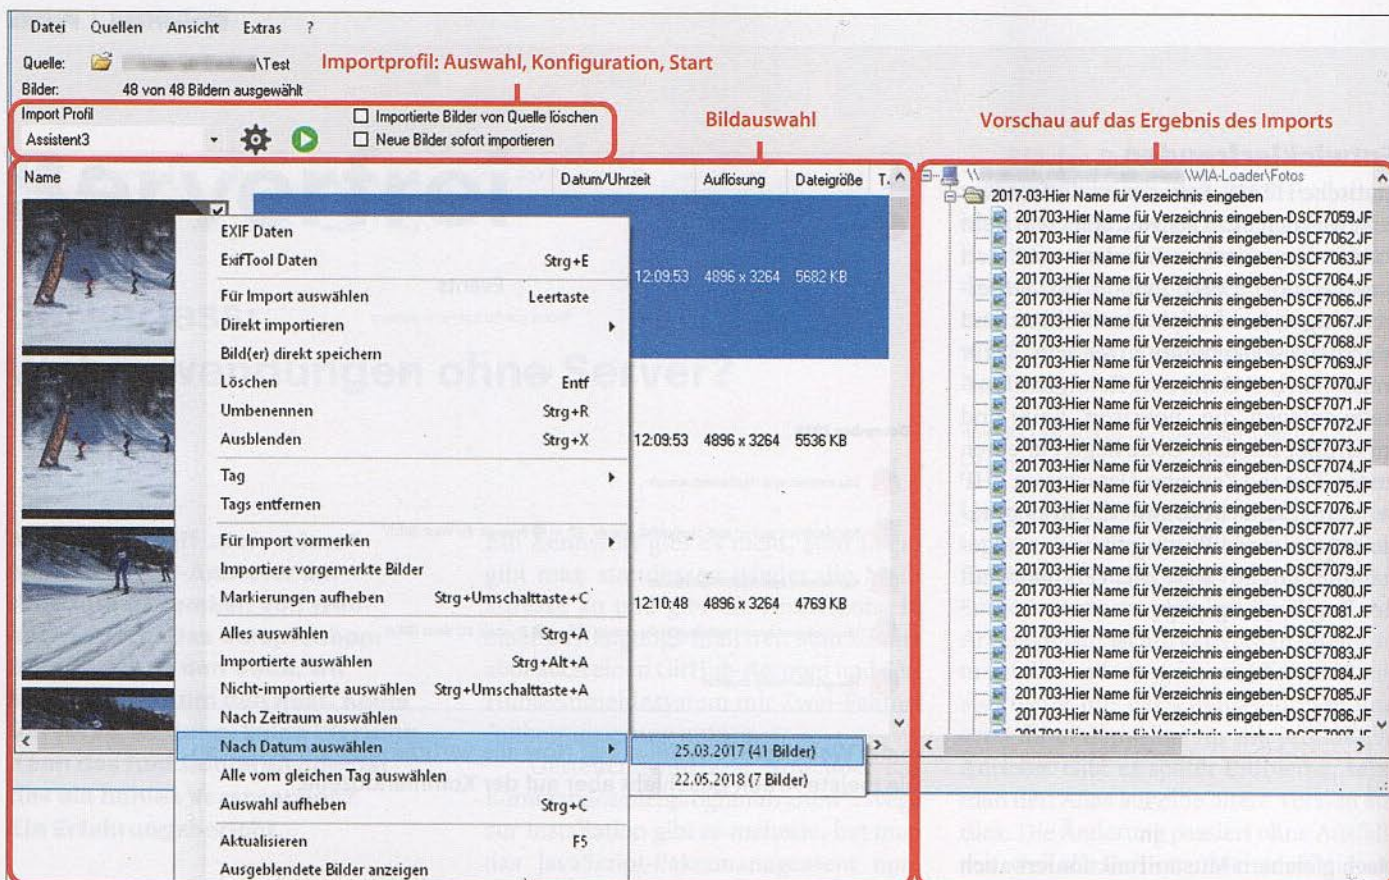 Datei Quellen Ansicht Extras ?
Quelle: \Test
Importprofil: Auswahl, Konfiguration, Start
Bilder: 48 von 48 Bildern ausgewählt
Import Profil
Assistent3
Importierte Bilder von Quelle löschen
Neue Bilder sofort importieren
Bildauswahl
Vorschau auf das Ergebnis des Imports
Name Datum/Uhrzeit Auflösung Dateigröße
12:09:53 4896 x 3264 5682 KB
12:09:53 4896 x 3264 5536 KB
12:10:48 4896 x 3264 4769 KB
EXIF Daten
ExifTool Daten Strg+E
Für Import auswählen Leertaste
Direkt importieren
Bild(er) direkt speichern
Löschen Entf
Umbenennen Strg+R
Ausblenden Strg+X
Tag
Tags entfernen
Für Import vormerken
Importiere vorgemerkte Bilder
Markierungen aufheben Strg+Umschalttaste+C
Alles auswählen Strg+A
Importierte auswählen Strg+Alt+A
Nicht-importierte auswählen Strg+Umschalttaste+A
Nach Zeitraum auswählen
Nach Datum auswählen
25.03.2017 (41 Bilder)
22.05.2018 (7 Bilder)
Alle vom gleichen Tag auswählen
Auswahl aufheben Strg+C
Aktualisieren F5
Ausgeblendete Bilder anzeigen
\\ \WIA-Loader\Fotos
2017-03-Hier Name für Verzeichnis eingeben
201703-Hier Name für Verzeichnis eingeben-DSCF7059.JF
201703-Hier Name für Verzeichnis eingeben-DSCF7062.JF
201703-Hier Name für Verzeichnis eingeben-DSCF7063.JF
201703-Hier Name für Verzeichnis eingeben-DSCF7064.JF
201703-Hier Name für Verzeichnis eingeben-DSCF7066.JF
201703-Hier Name für Verzeichnis eingeben-DSCF7067.JF
201703-Hier Name für Verzeichnis eingeben-DSCF7068.JF
201703-Hier Name für Verzeichnis eingeben-DSCF7069.JF
201703-Hier Name für Verzeichnis eingeben-DSCF7070.JF
201703-Hier Name für Verzeichnis eingeben-DSCF7071.JF
201703-Hier Name für Verzeichnis eingeben-DSCF7072.JF
201703-Hier Name für Verzeichnis eingeben-DSCF7073.JF
201703-Hier Name für Verzeichnis eingeben-DSCF7074.JF
201703-Hier Name für Verzeichnis eingeben-DSCF7075.JF
201703-Hier Name für Verzeichnis eingeben-DSCF7076.JF
201703-Hier Name für Verzeichnis eingeben-DSCF7077.JF
201703-Hier Name für Verzeichnis eingeben-DSCF7078.JF
201703-Hier Name für Verzeichnis eingeben-DSCF7079.JF
201703-Hier Name für Verzeichnis eingeben-DSCF7080.JF
201703-Hier Name für Verzeichnis eingeben-DSCF7081.JF
201703-Hier Name für Verzeichnis eingeben-DSCF7082.JF
201703-Hier Name für Verzeichnis eingeben-DSCF7083.JF
201703-Hier Name für Verzeichnis eingeben-DSCF7084.JF
201703-Hier Name für Verzeichnis eingeben-DSCF7085.JF
201703-Hier Name für Verzeichnis eingeben-DSCF7086.JF